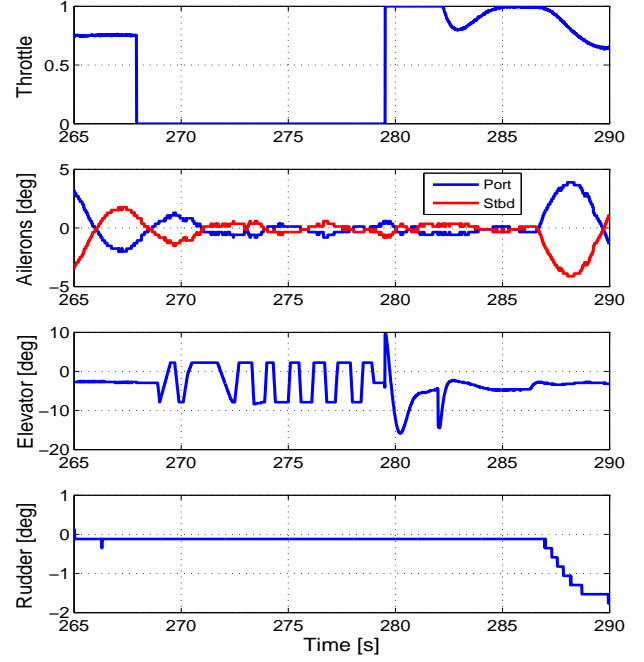 1
0.5
0
Throttle
265 270 275 280 285 290
5
0
−5
Ailerons [deg]
Port
Stbd
265 270 275 280 285 290
10
0
−10
−20
Elevator [deg]
265 270 275 280 285 290
1
0
−1
−2
Rudder [deg]
265 270 275 280 285 290
Time [s]